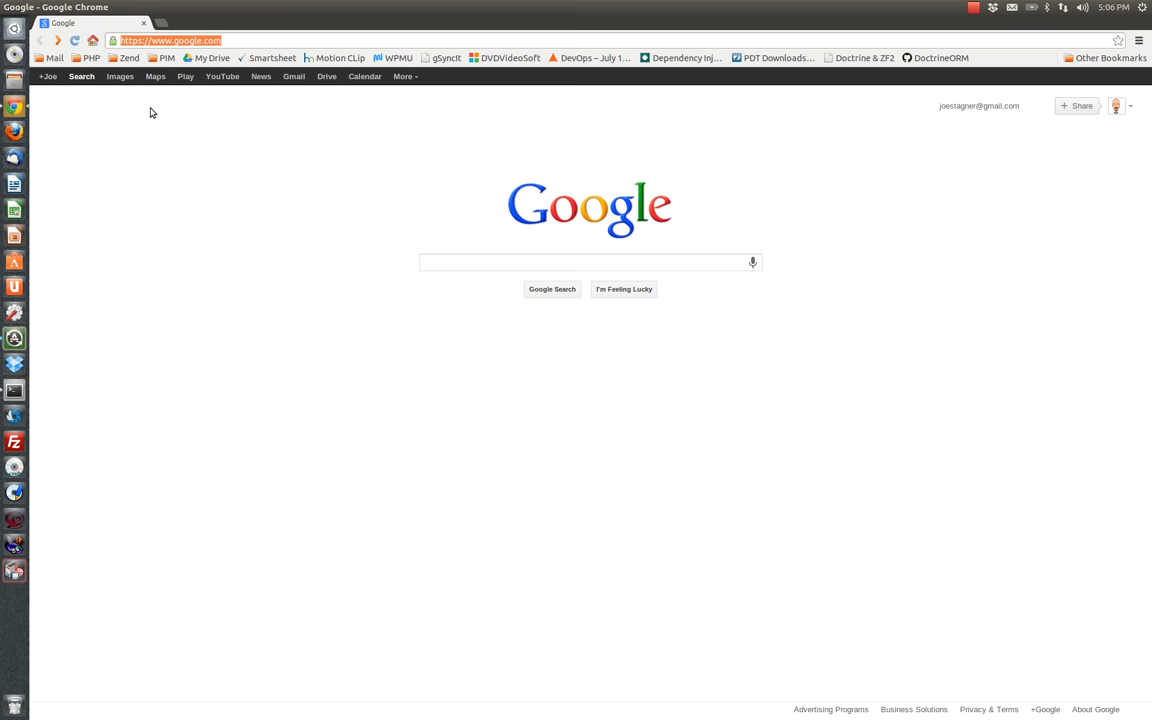 Google - Google Chrome 5:06 PM
Google
https://www.google.com
Mail PHP Zend PIM My Drive Smartsheet Motion CLip WPMU gSyncIt DVDVideoSoft DevOps – July 1... Dependency Inj... PDT Downloads... Doctrine & ZF2 DoctrineORM Other Bookmarks
+Joe Search Images Maps Play YouTube News Gmail Drive Calendar More
joestagner@gmail.com + Share
Google
Google Search I'm Feeling Lucky
Advertising Programs Business Solutions Privacy & Terms +Google About Google